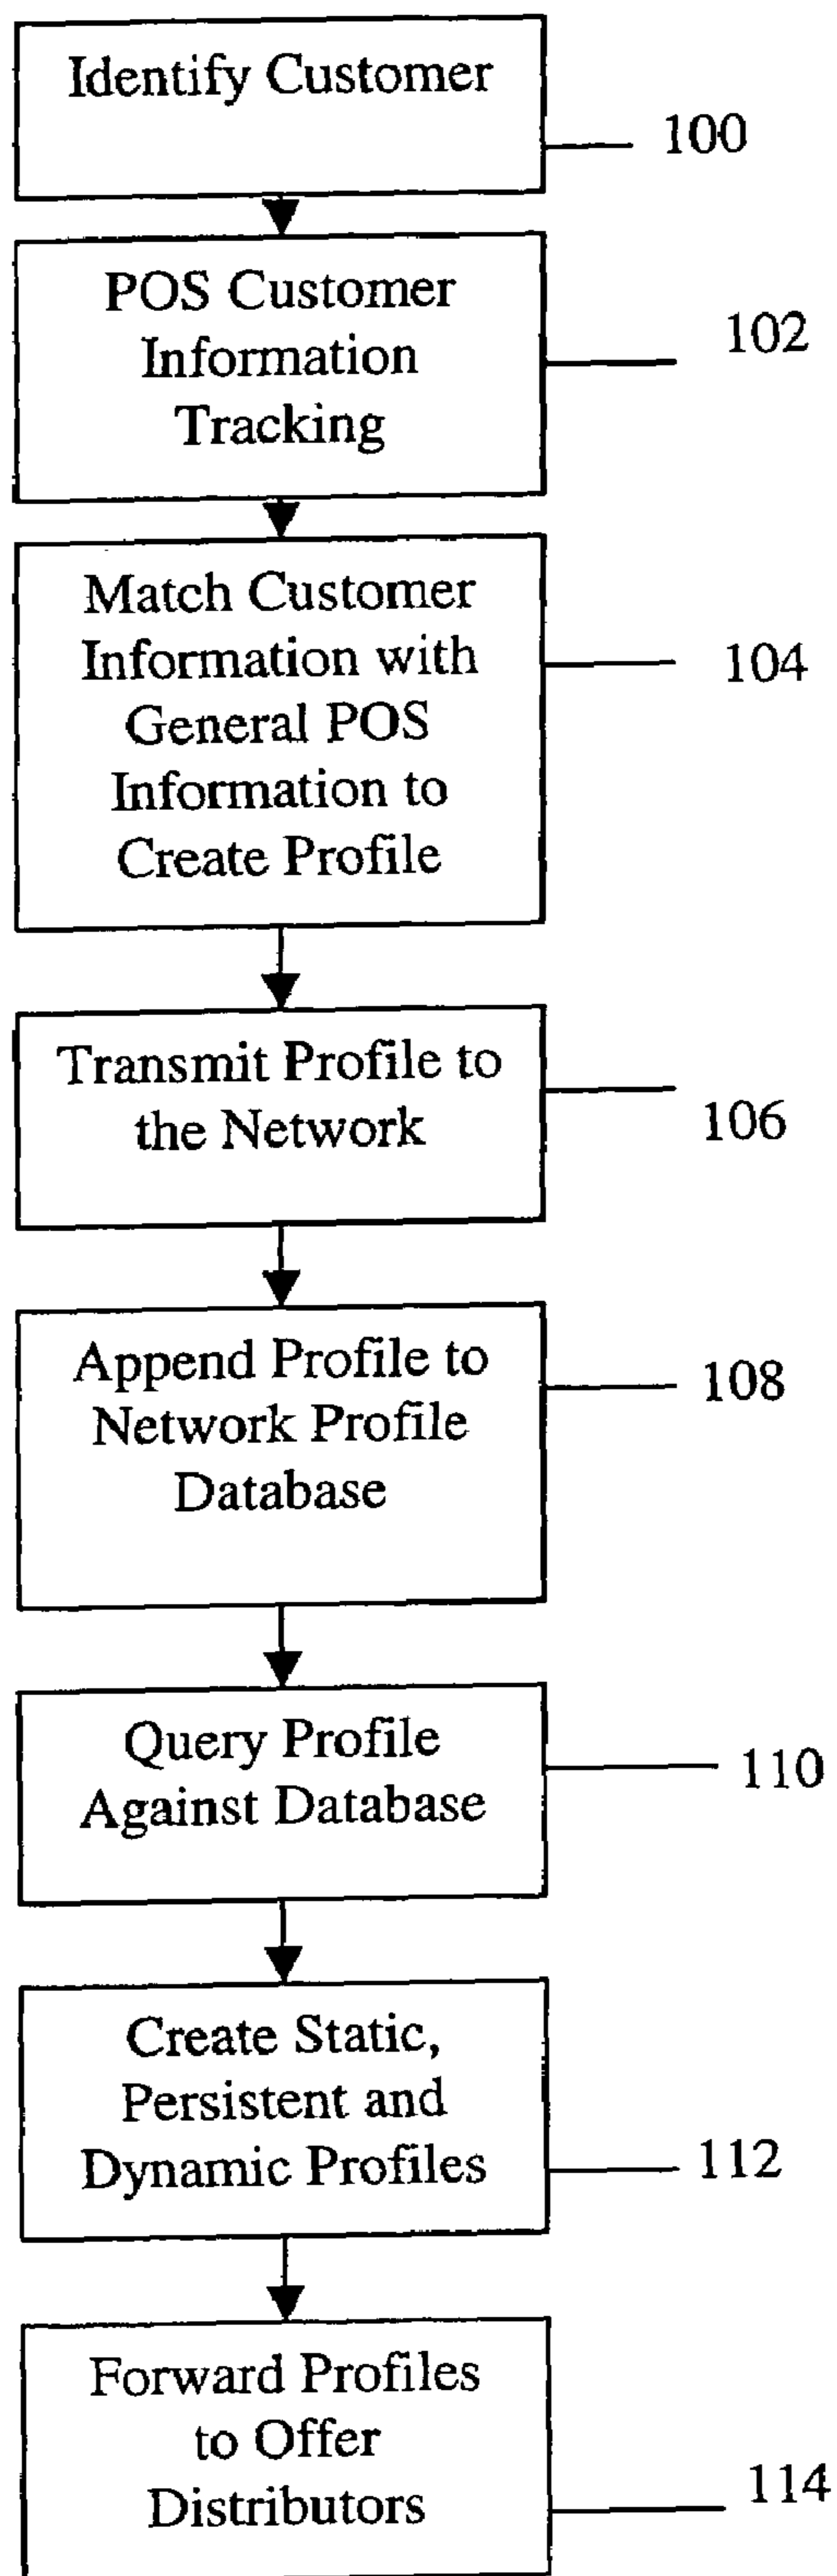 Identify Customer
100
POS Customer
Information
Tracking
102
Match Customer
Information with
General POS
Information to
Create Profile
104
Transmit Profile to
the Network
106
Append Profile to
Network Profile
Database
108
Query Profile
Against Database
110
Create Static,
Persistent and
Dynamic Profiles
112
Forward Profiles
to Offer
Distributors
114